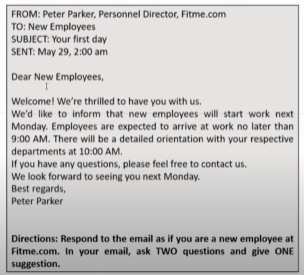 FROM: Peter Parker, Personnel Director, Fitme.com
TO: New Employees
SUBJECT: Your first day
SENT: May 29, 2:00 am
Dear New Employees,
Welcome! We're thrilled to have you with us.
We'd like to inform that new employees will start work next
Monday. Employees are expected to arrive at work no later than
9:00 AM. There will be a detailed orientation with your respective
departments at 10:00 AM.
If you have any questions, please feel free to contact us.
We look forward to seeing you next Monday.
Best regards,
Peter Parker
Directions: Respond to the email as if you are a new employee at
Fitme.com. In your email, ask TWO questions and give ONE
suggestion.